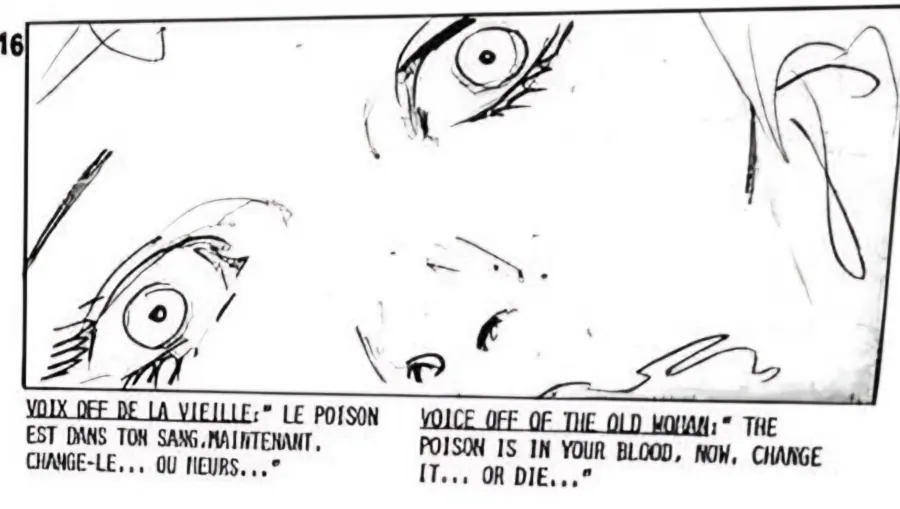 16
VOIX OFF DE LA VIEILLE:" LE POISON
EST DANS TON SANG.MAINTENANT.
CHANGE-LE... OU MEURS..."
VOICE OFF OF THE OLD WOMAN:" THE
POISON IS IN YOUR BLOOD, NOW, CHANGE
IT... OR DIE..."